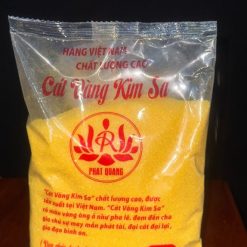 HÀNG VIỆT NAM
CHẤT LƯỢNG CAO
Cát Vàng Kim Sa
R
PHAT QUANG
"Cát Vàng Kim Sa" chất lượng cao, được
sản xuất tại Việt Nam. "Cát Vàng Kim Sa"
có màu vàng óng ả như pha lê. đem đến cho
gia chủ sự may mắn phát tài, đại cát đại lợi,
gia đạo bình an.